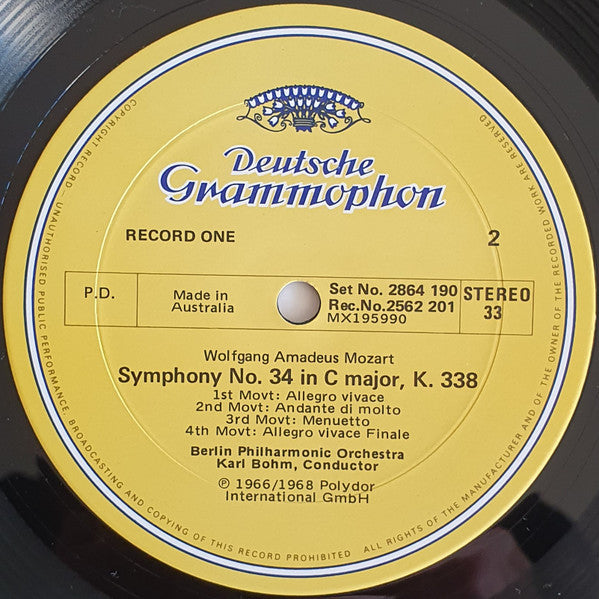 Deutsche
Grammophon
RECORD ONE 2
P.D.
Made in
Australia
Set No. 2864 190
Rec.No.2562 201
MX195990
STEREO
33
Wolfgang Amadeus Mozart
Symphony No. 34 in C major, K. 338
1st Movt: Allegro vivace
2nd Movt: Andante di molto
3rd Movt: Menuetto
4th Movt: Allegro vivace Finale
Berlin Philharmonic Orchestra
Karl Bohm, Conductor
℗ 1966/1968 Polydor
International GmbH
COPYRIGHT RECORD — UNAUTHORISED PUBLIC PERFORMANCE, BROADCASTING AND COPYING OF THIS RECORD PROHIBITED
ALL RIGHTS OF THE MANUFACTURER AND OF THE OWNER OF THE RECORDED WORK ARE RESERVED